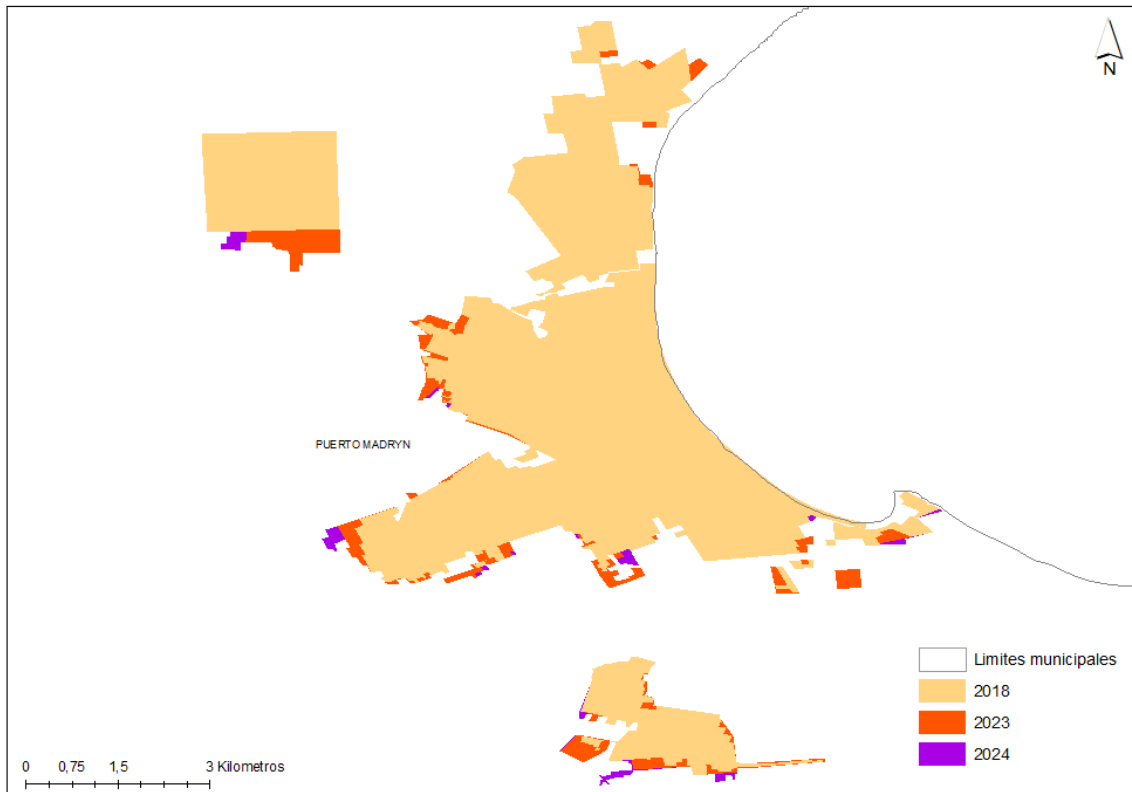 N
PUERTO MADRYN
Limites municipales
2018
2023
2024
0 0,75 1,5 3 Kilometros